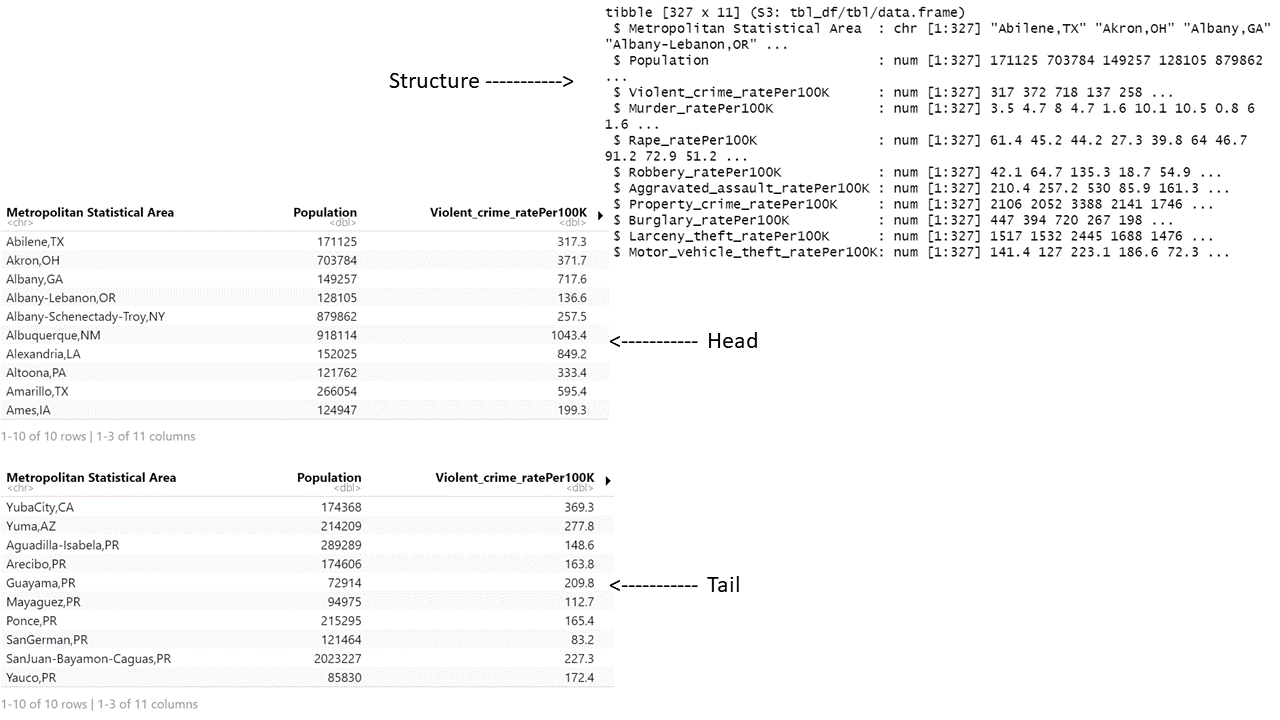 tibble [327 x 11] (S3: tbl_df/tbl/data.frame)
$ Metropolitan Statistical Area : chr [1:327] "Abilene,TX" "Akron,OH" "Albany,GA"
"Albany-Lebanon,OR" ...
$ Population : num [1:327] 171125 703784 149257 128105 879862
...
$ Violent_crime_ratePer100K : num [1:327] 317 372 718 137 258 ...
$ Murder_ratePer100K : num [1:327] 3.5 4.7 8 4.7 1.6 10.1 10.5 0.8 6
1.6 ...
$ Rape_ratePer100K : num [1:327] 61.4 45.2 44.2 27.3 39.8 64 46.7
91.2 72.9 51.2 ...
$ Robbery_ratePer100K : num [1:327] 42.1 64.7 135.3 18.7 54.9 ...
$ Aggravated_assault_ratePer100K : num [1:327] 210.4 257.2 530 85.9 161.3 ...
$ Property_crime_ratePer100K : num [1:327] 2106 2052 3388 2141 1746 ...
$ Burglary_ratePer100K : num [1:327] 447 394 720 267 198 ...
$ Larceny_theft_ratePer100K : num [1:327] 1517 1532 2445 1688 1476 ...
$ Motor_vehicle_theft_ratePer100K: num [1:327] 141.4 127 223.1 186.6 72.3 ...
Structure ----------->
Metropolitan Statistical Area Population Violent_crime_ratePer100K
<chr> <dbl> <dbl>
Abilene,TX 171125 317.3
Akron,OH 703784 371.7
Albany,GA 149257 717.6
Albany-Lebanon,OR 128105 136.6
Albany-Schenectady-Troy,NY 879862 257.5
Albuquerque,NM 918114 1043.4
Alexandria,LA 152025 849.2
Altoona,PA 121762 333.4
Amarillo,TX 266054 595.4
Ames,IA 124947 199.3
1-10 of 10 rows | 1-3 of 11 columns
<----------- Head
Metropolitan Statistical Area Population Violent_crime_ratePer100K
<chr> <dbl> <dbl>
YubaCity,CA 174368 369.3
Yuma,AZ 214209 277.8
Aguadilla-Isabela,PR 289289 148.6
Arecibo,PR 174606 163.8
Guayama,PR 72914 209.8
Mayaguez,PR 94975 112.7
Ponce,PR 215295 165.4
SanGerman,PR 121464 83.2
SanJuan-Bayamon-Caguas,PR 2023227 227.3
Yauco,PR 85830 172.4
1-10 of 10 rows | 1-3 of 11 columns
<----------- Tail